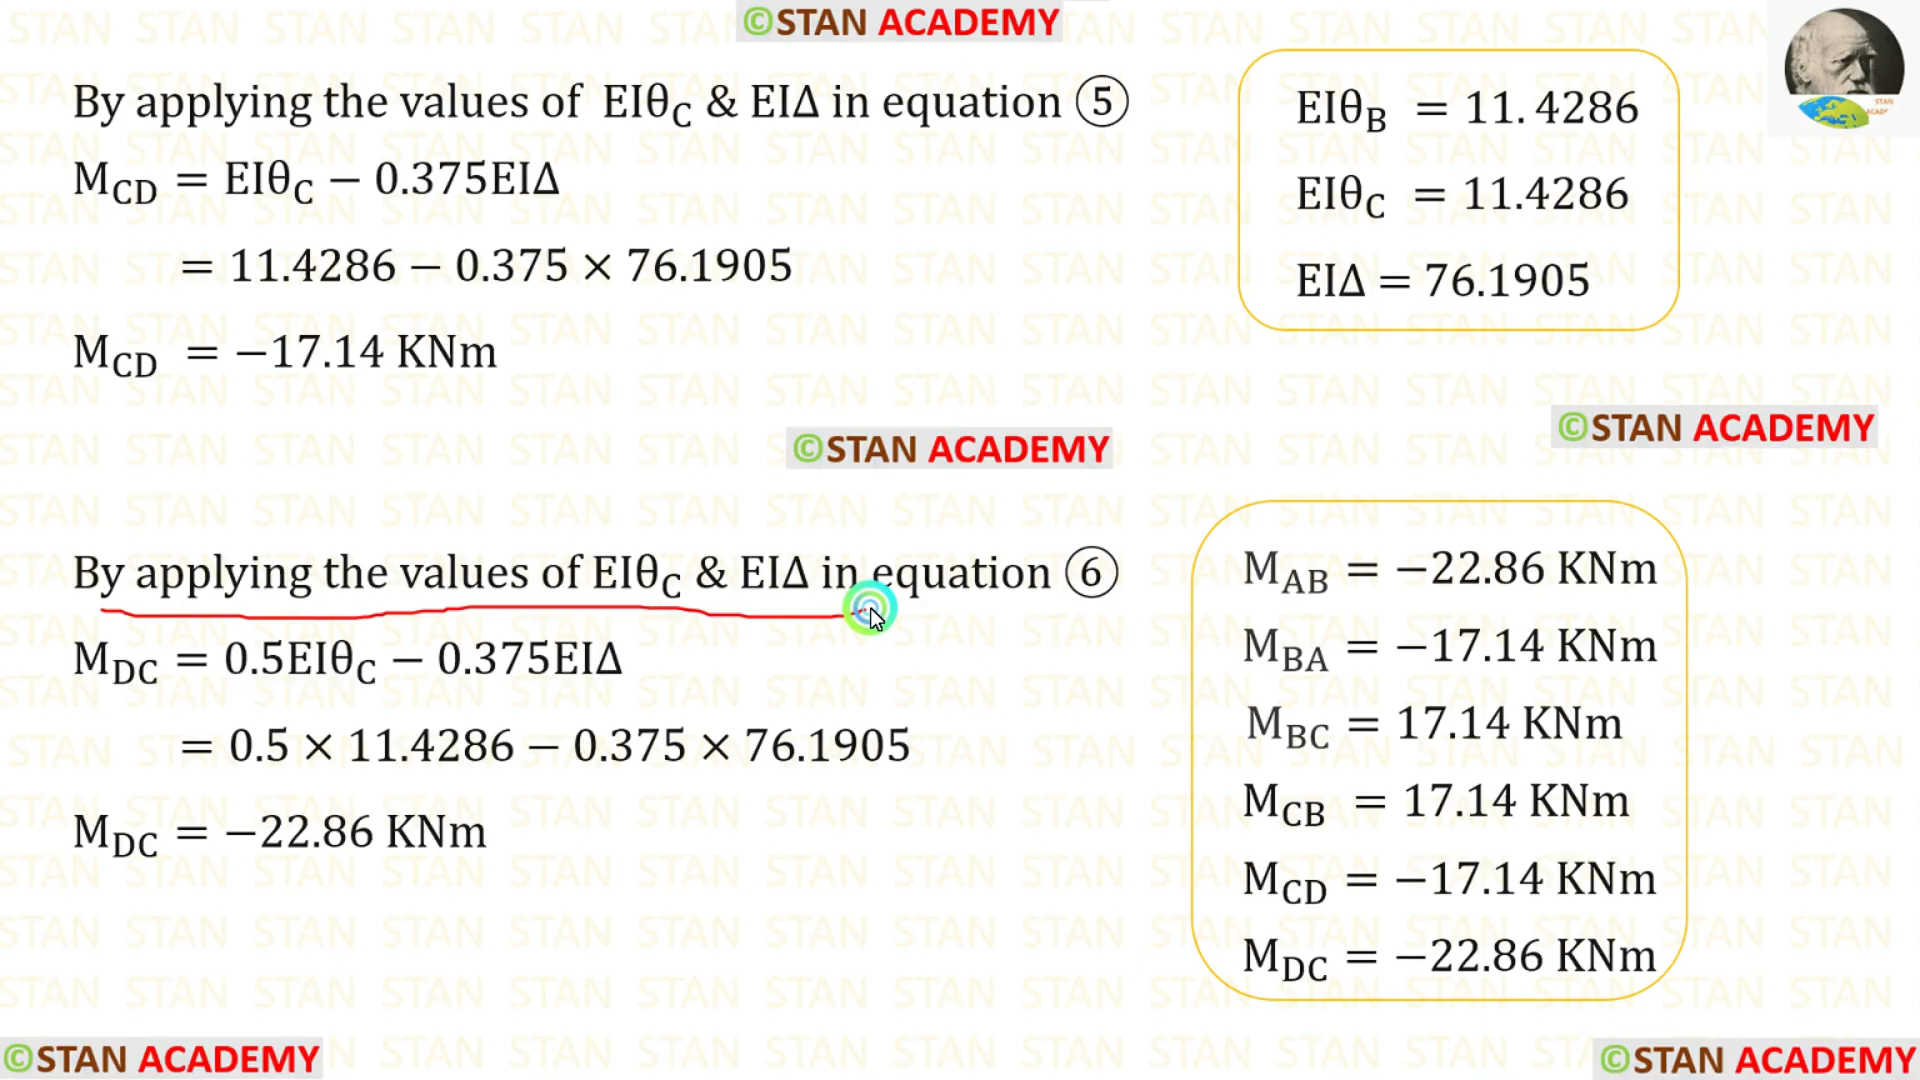 ©STAN ACADEMY
By applying the values of EIθC & EIΔ in equation ⑤
MCD = EIθC − 0.375EIΔ
= 11.4286 − 0.375 × 76.1905
MCD = −17.14 KNm
EIθB = 11. 4286
EIθC = 11.4286
EIΔ = 76.1905
©STAN ACADEMY
©STAN ACADEMY
By applying the values of EIθC & EIΔ in equation ⑥
MDC = 0.5EIθC − 0.375EIΔ
= 0.5 × 11.4286 − 0.375 × 76.1905
MDC = −22.86 KNm
MAB = −22.86 KNm
MBA = −17.14 KNm
MBC = 17.14 KNm
MCB = 17.14 KNm
MCD = −17.14 KNm
MDC = −22.86 KNm
©STAN ACADEMY
©STAN ACADEMY